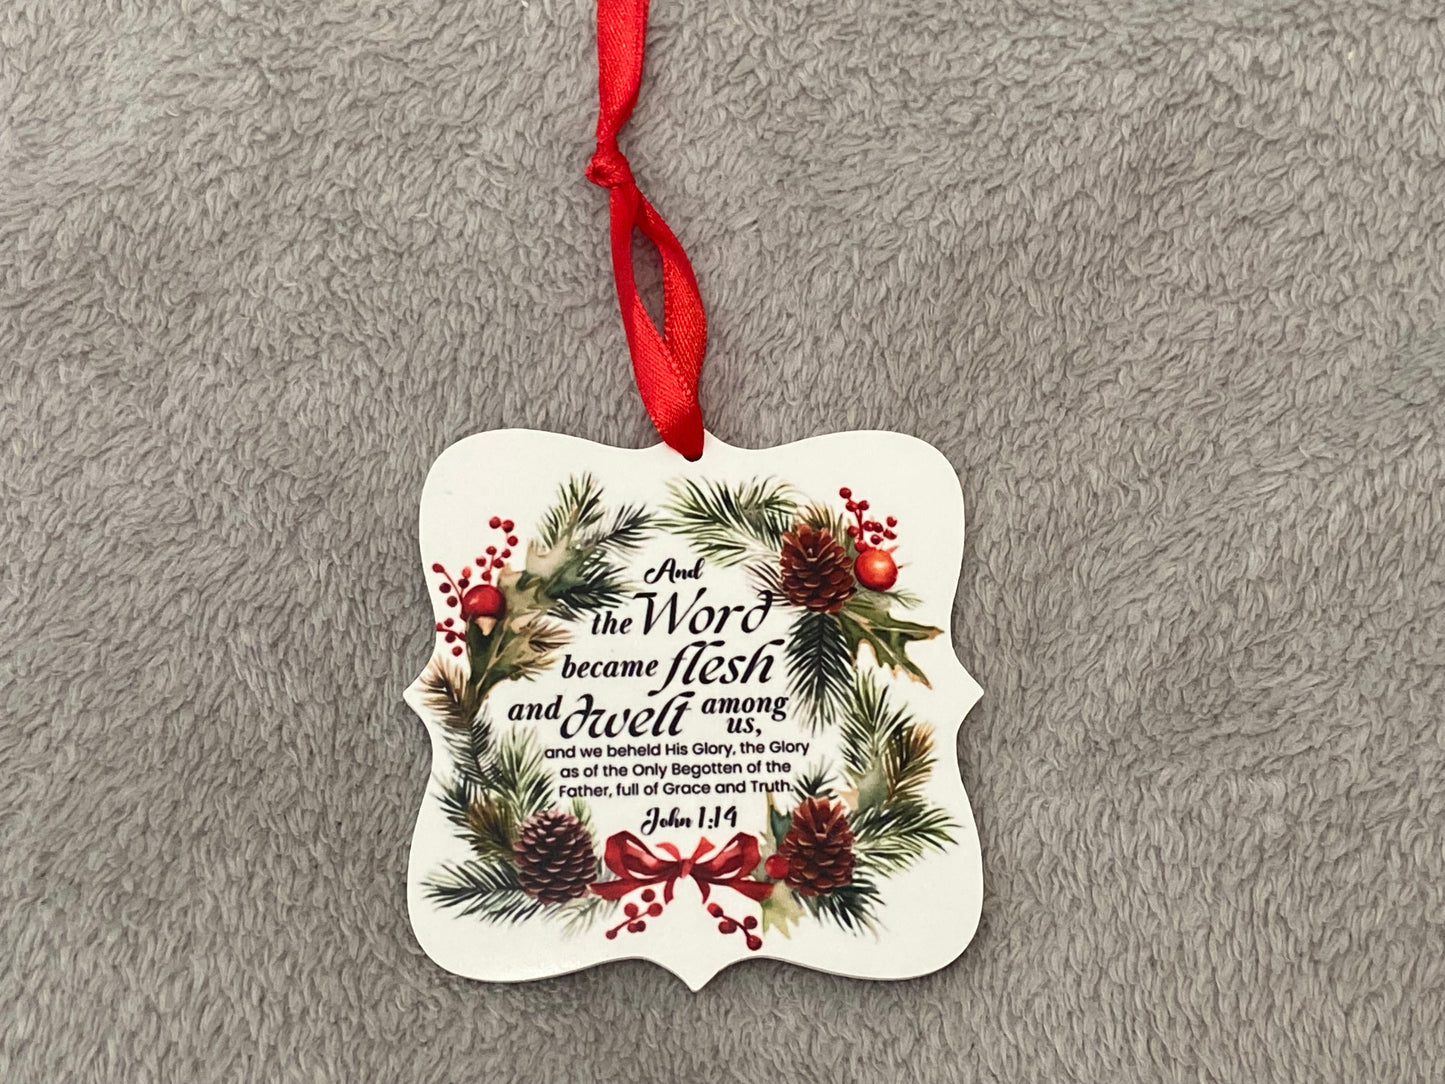 And
the Word
became flesh
and dwelt among us,
and we beheld His Glory, the Glory
as of the Only Begotten of the
Father, full of Grace and Truth.
John 1:14